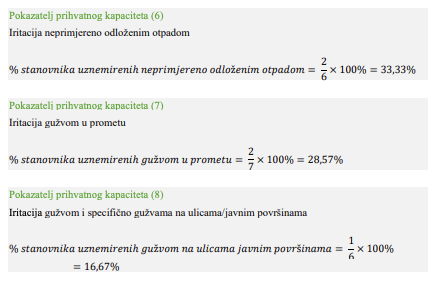 Pokazatelj prihvatnog kapaciteta (6)
Iritacija neprimjereno odloženim otpadom
% stanovnika uznemirenih neprimjereno odloženim otpadom = 2/6 × 100% = 33,33%
Pokazatelj prihvatnog kapaciteta (7)
Iritacija gužvom u prometu
% stanovnika uznemirenih gužvom u prometu = 2/7 × 100% = 28,57%
Pokazatelj prihvatnog kapaciteta (8)
Iritacija gužvom i specifično gužvama na ulicama/javnim površinama
% stanovnika uznemirenih gužvom na ulicama javnim površinama = 1/6 × 100%
= 16,67%